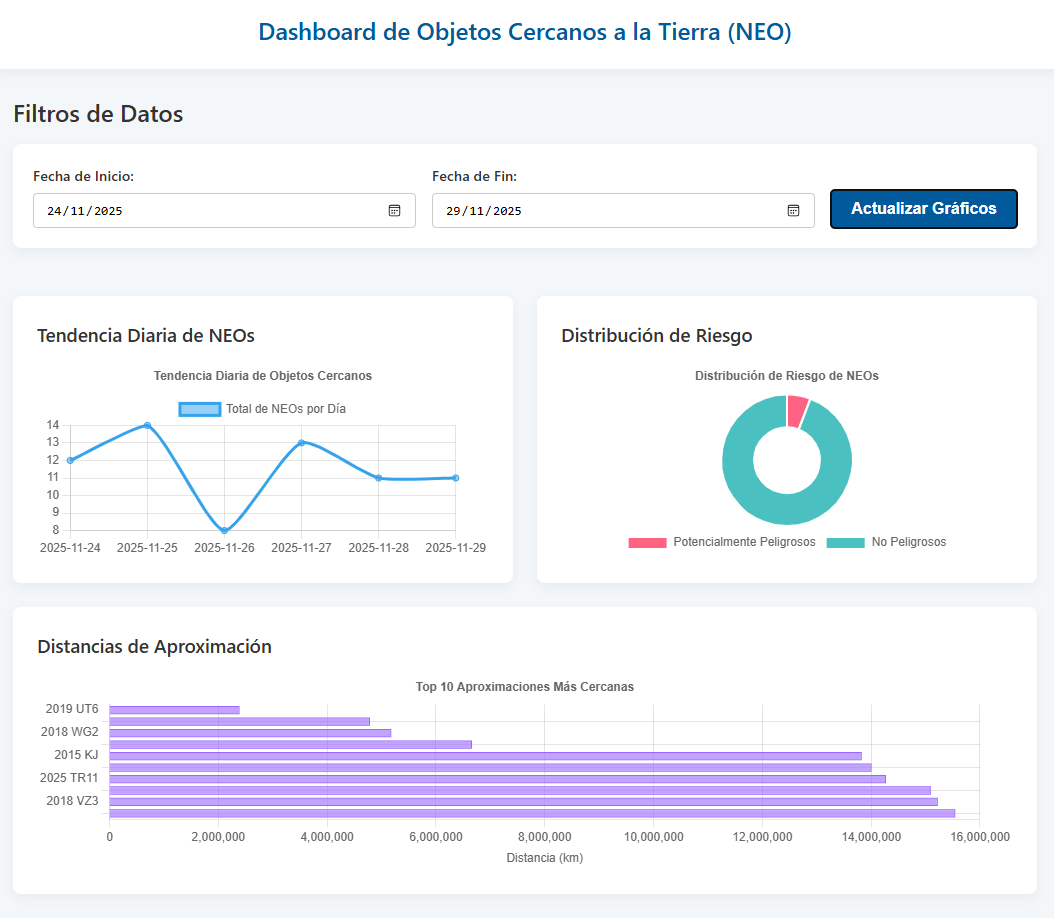 Dashboard de Objetos Cercanos a la Tierra (NEO)
Filtros de Datos
Fecha de Inicio:
24/11/2025
Fecha de Fin:
29/11/2025
Actualizar Gráficos
Tendencia Diaria de NEOs
Tendencia Diaria de Objetos Cercanos
Total de NEOs por Día
14
13
12
11
10
9
8
2025-11-24 2025-11-25 2025-11-26 2025-11-27 2025-11-28 2025-11-29
Distribución de Riesgo
Distribución de Riesgo de NEOs
Potencialmente Peligrosos No Peligrosos
Distancias de Aproximación
Top 10 Aproximaciones Más Cercanas
2019 UT6
2018 WG2
2015 KJ
2025 TR11
2018 VZ3
0 2,000,000 4,000,000 6,000,000 8,000,000 10,000,000 12,000,000 14,000,000 16,000,000
Distancia (km)